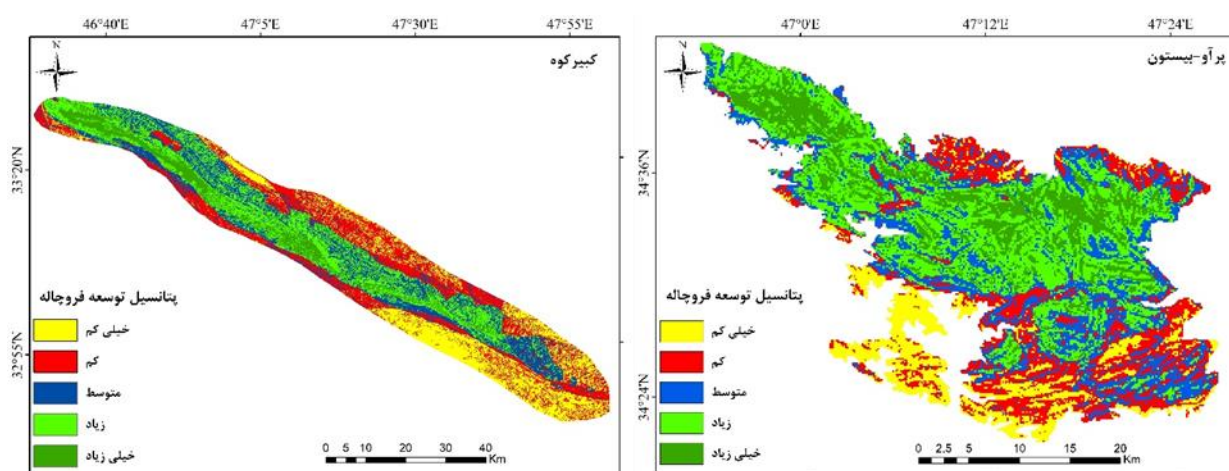 46°40'E 47°5'E 47°30'E 47°55'E
33°20'N
32°55'N
N
کبیرکوه
پتانسیل توسعه فروچاله
خیلی کم
کم
متوسط
زیاد
خیلی زیاد
0 5 10 20 30 40
Km
47°0'E 47°12'E 47°24'E
34°36'N
34°24'N
N
پرآو-بیستون
پتانسیل توسعه فروچاله
خیلی کم
کم
متوسط
زیاد
خیلی زیاد
0 2.5 5 10 15 20
Km